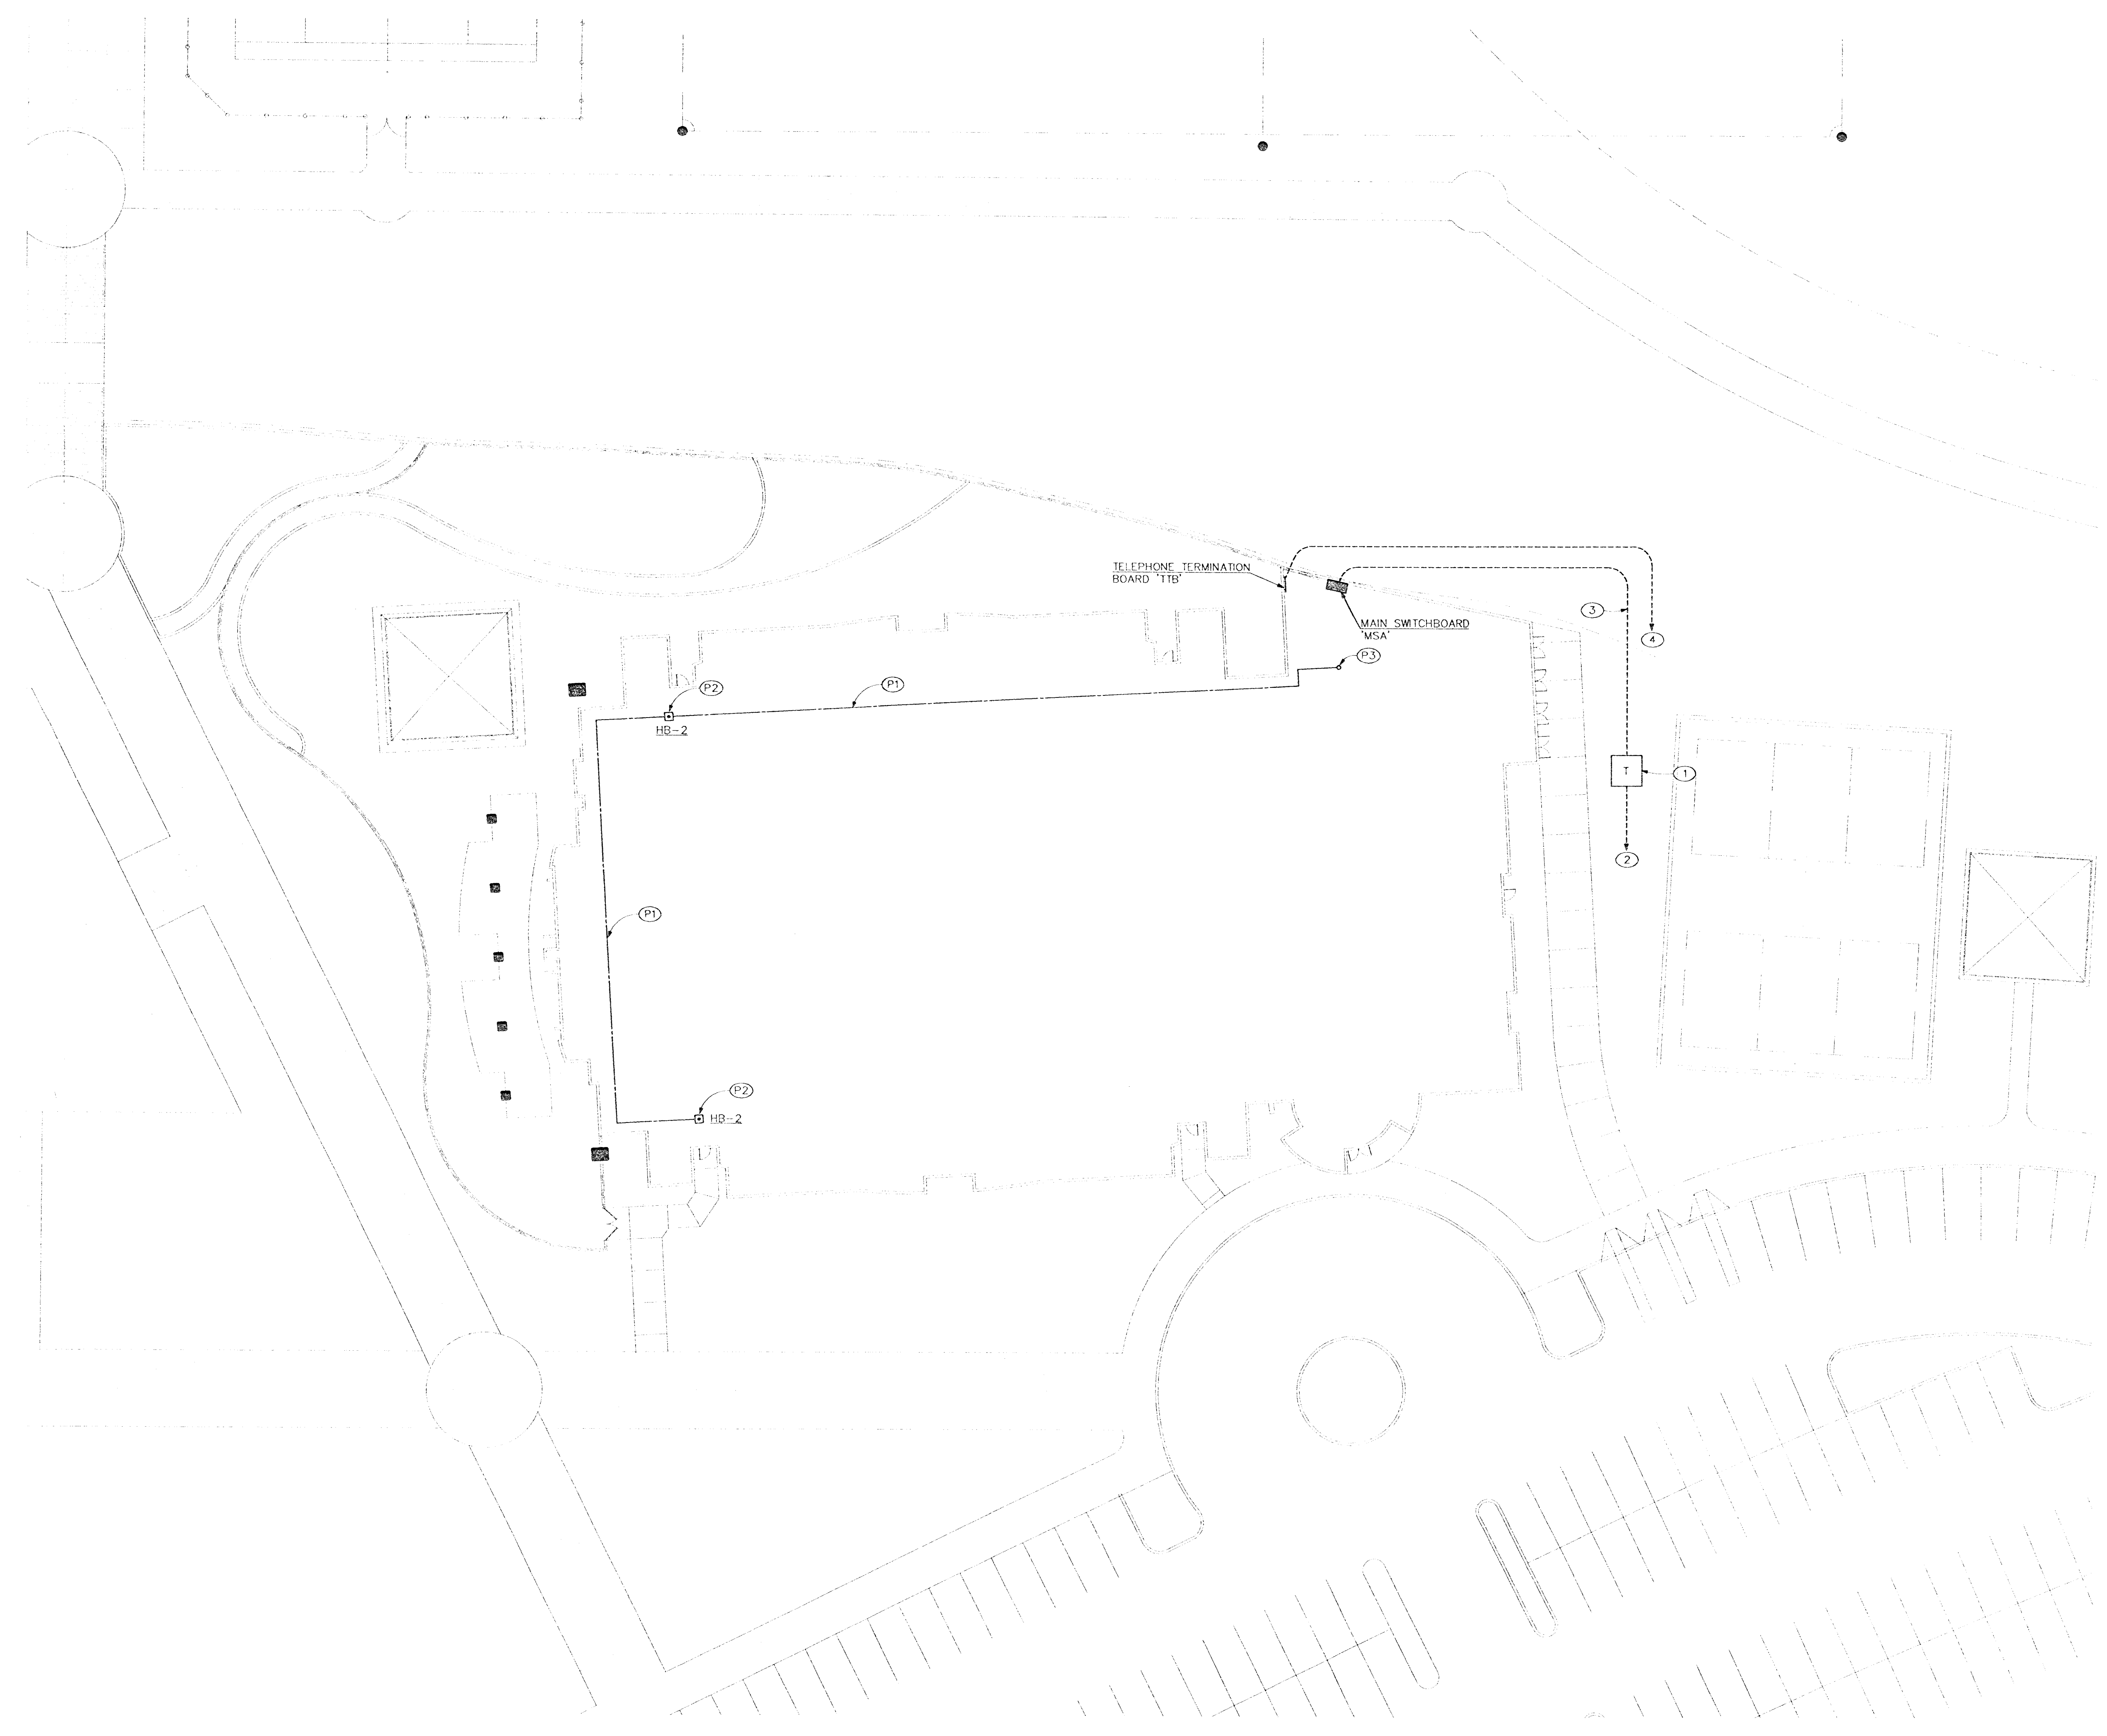 TELEPHONE TERMINATION
BOARD 'TTB'
3
4
MAIN SWITCHBOARD
'MSA'
P3
P2
P1
HB-2
T
1
2
P1
P2
HB-2